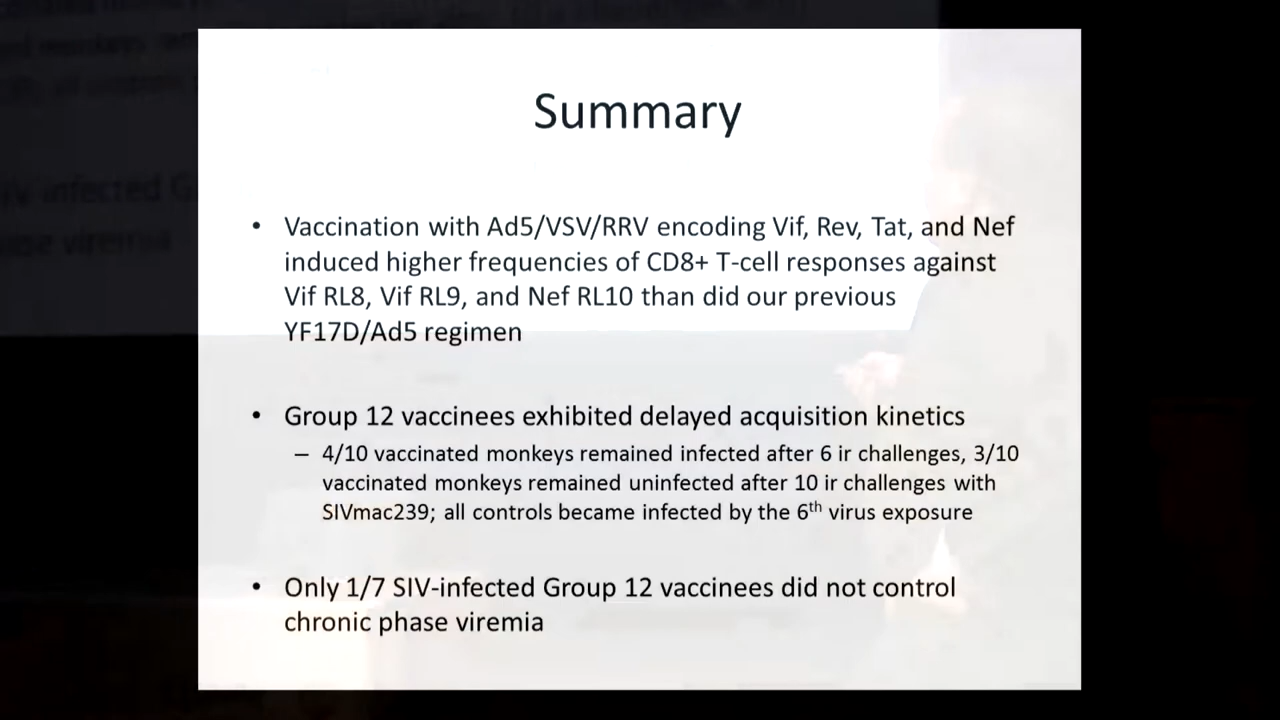 Summary
• Vaccination with Ad5/VSV/RRV encoding Vif, Rev, Tat, and Nef
induced higher frequencies of CD8+ T-cell responses against
Vif RL8, Vif RL9, and Nef RL10 than did our previous
YF17D/Ad5 regimen
• Group 12 vaccinees exhibited delayed acquisition kinetics
– 4/10 vaccinated monkeys remained infected after 6 ir challenges, 3/10
vaccinated monkeys remained uninfected after 10 ir challenges with
SIVmac239; all controls became infected by the 6th virus exposure
• Only 1/7 SIV-infected Group 12 vaccinees did not control
chronic phase viremia